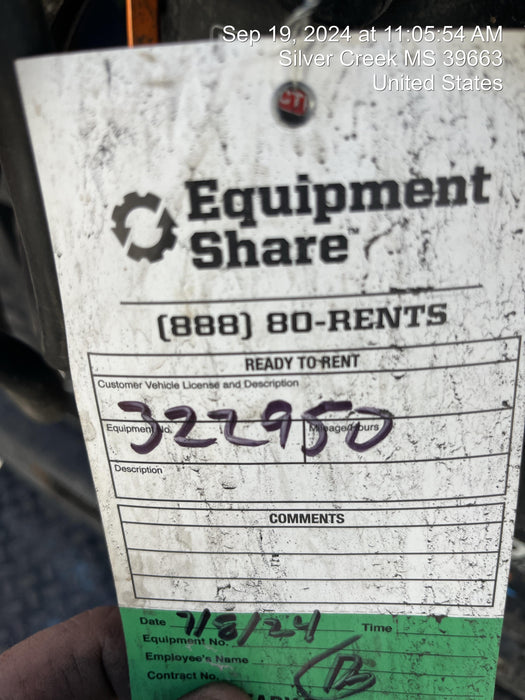 Sep 19, 2024 at 11:05:54 AM
Silver Creek MS 39663
United States
CTI
Equipment
Share
(888) 80-RENTS
READY TO RENT
Customer Vehicle License and Description
322950
Equipment No. Mileage/Hours
Description
COMMENTS
Date 7/8/24 Time
Equipment No.
Employee's Name
Contract No.